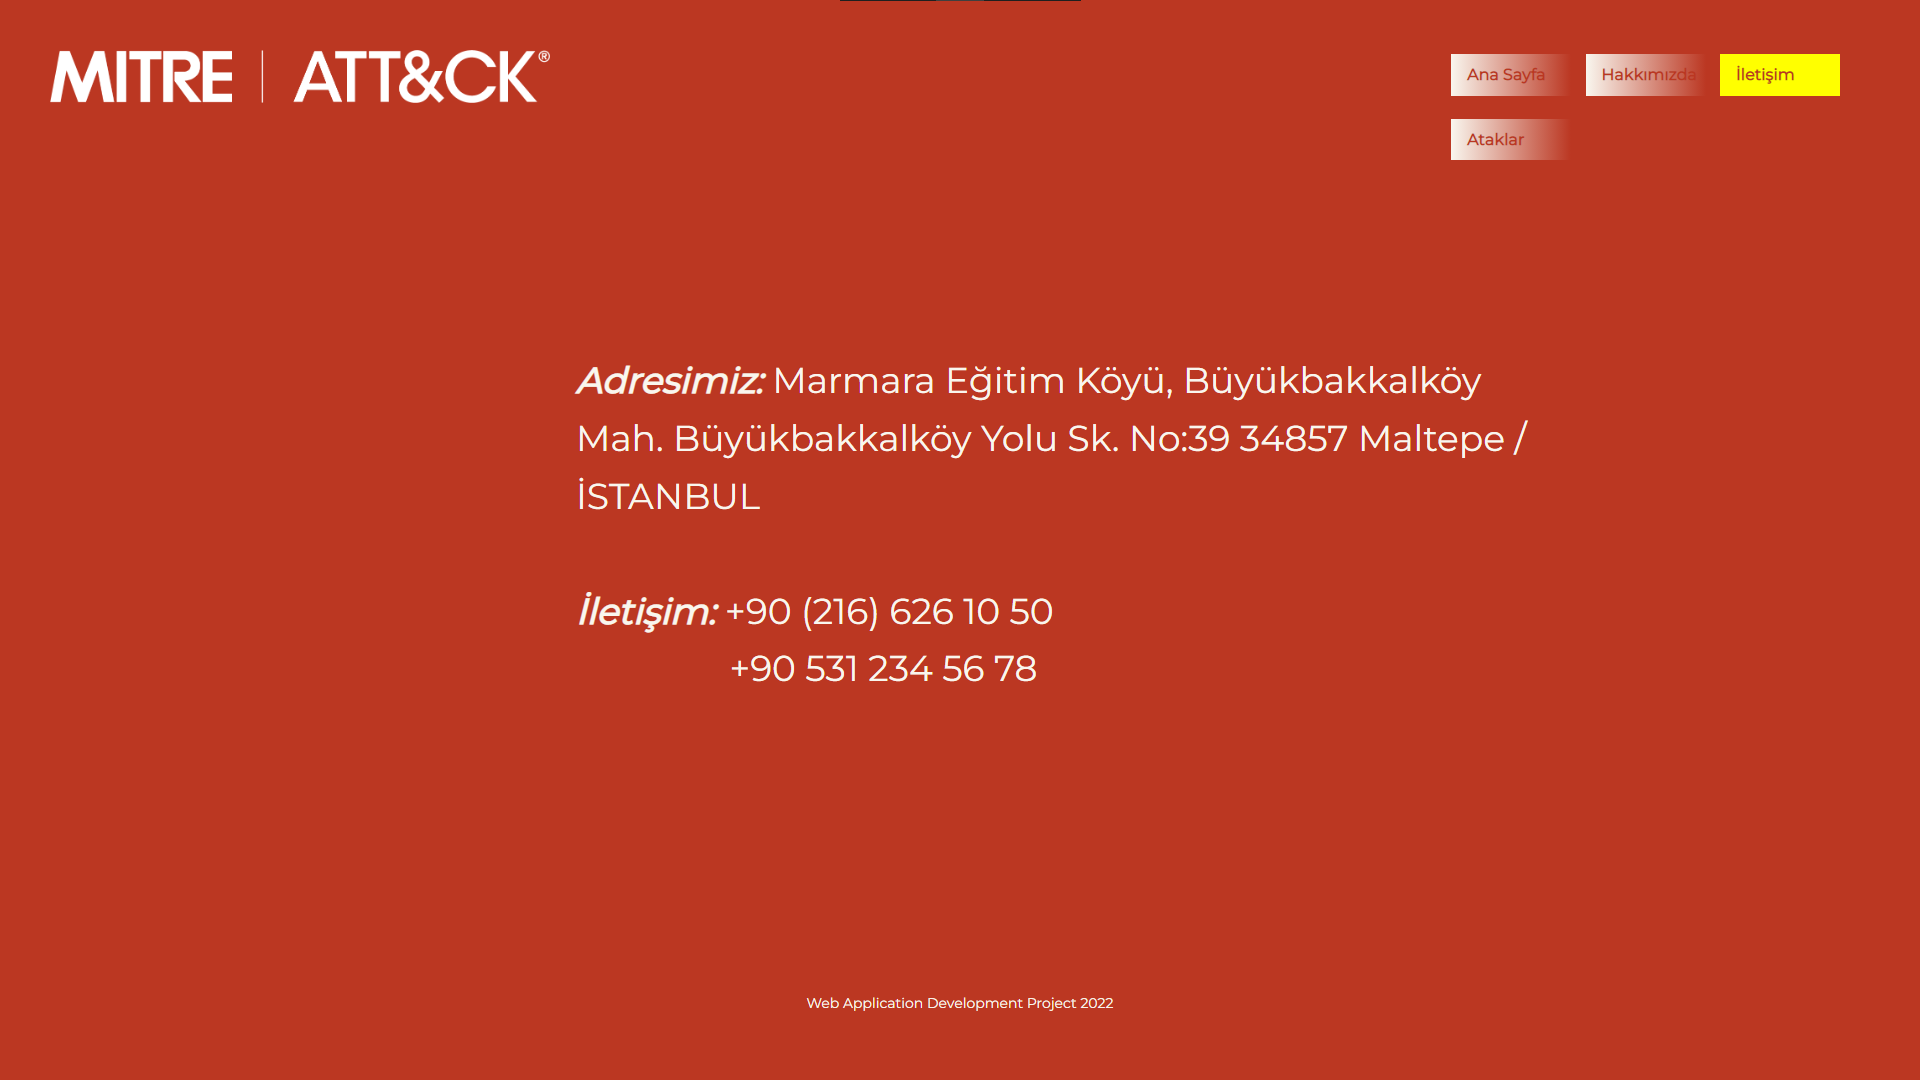 MITRE | ATT&CK®
Ana Sayfa
Hakkımızda
İletişim
Ataklar
Adresimiz: Marmara Eğitim Köyü, Büyükbakkalköy
Mah. Büyükbakkalköy Yolu Sk. No:39 34857 Maltepe /
İSTANBUL
İletişim: +90 (216) 626 10 50
+90 531 234 56 78
Web Application Development Project 2022